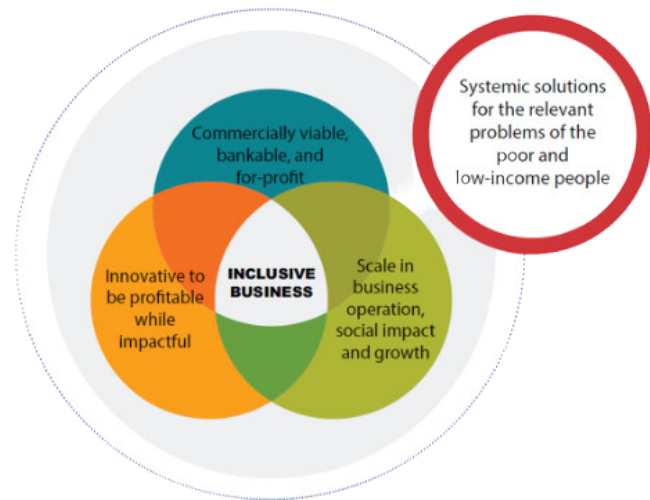 Systemic solutions
for the relevant
problems of the
poor and
low-income people
Commercially viable,
bankable, and
for-profit
Innovative to
be profitable
while
impactful
INCLUSIVE
BUSINESS
Scale in
business
operation,
social impact
and growth